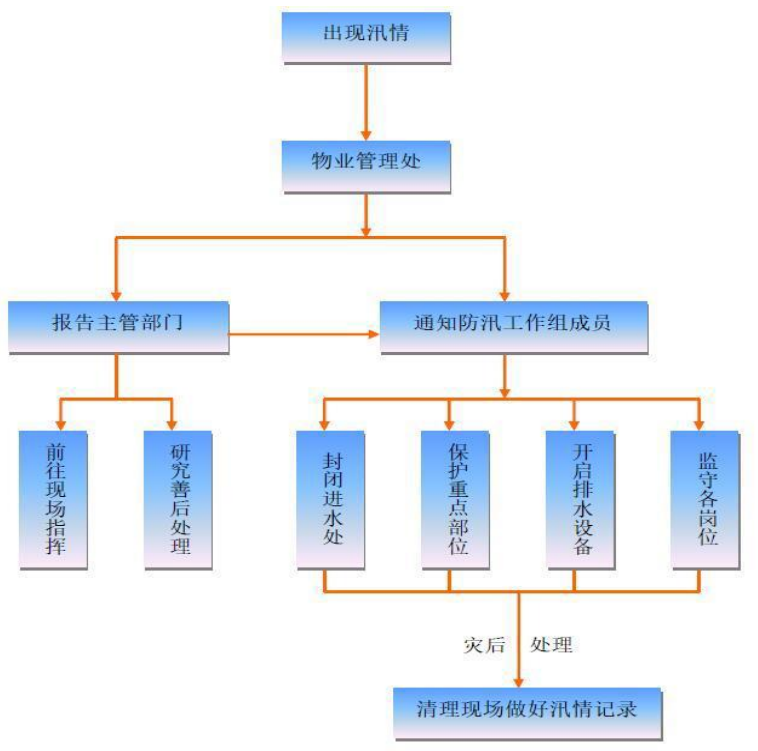 出现汛情
物业管理处
报告主管部门
通知防汛工作组成员
前往现场指挥
研究善后处理
封闭进水处
保护重点部位
开启排水设备
监守各岗位
灾后 处理
清理现场做好汛情记录